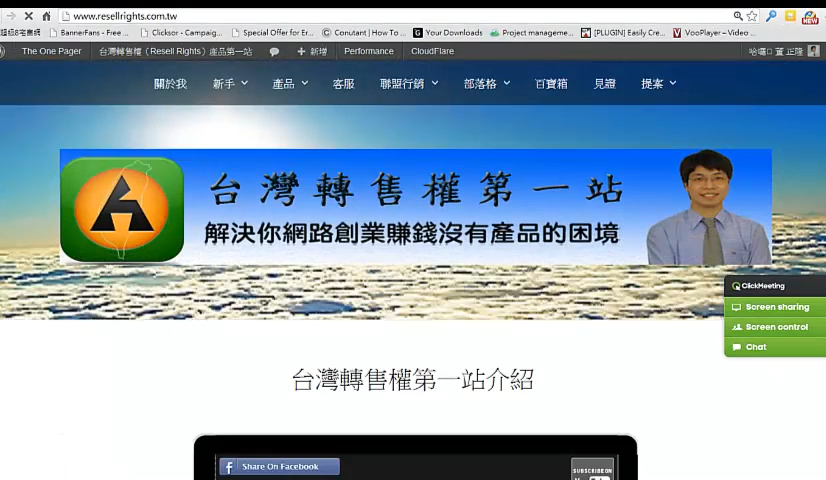 www.resellrights.com.tw
BannerFans - Free ...
Clicksor - Campaig...
Special Offer for Er...
Conutant | How To ...
Your Downloads
Project manageme...
[PLUGIN] Easily Cre...
VooPlayer – Video ...
The One Pager
台灣轉售權（Resell Rights）產品第一站
新增
Performance
CloudFlare
董 正隆
關於我
新手
產品
客服
聯盟行銷
部落格
百寶箱
見證
提案
台灣轉售權第一站
解決你網路創業賺錢沒有產品的困境
ClickMeeting
Screen sharing
Screen control
Chat
台灣轉售權第一站介紹
f Share On Facebook
SUBSCRIBE ON